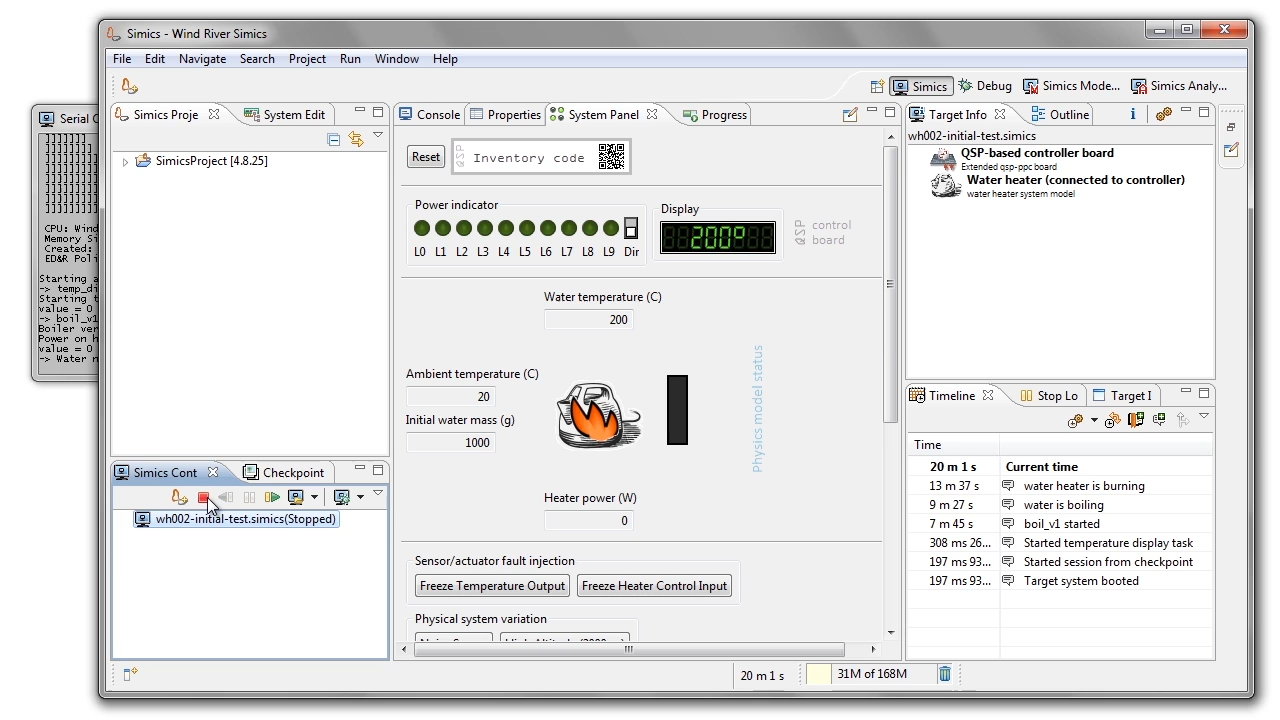 Simics - Wind River Simics
File Edit Navigate Search Project Run Window Help
Simics Debug Simics Mode... Simics Analy...
Serial
Simics Proje System Edit
Console Properties System Panel Progress
Target Info Outline
]]]]]]]]
]]]]]]]]
]]]]]]]]]
]]]]]]]]]
]]]]]]]]]
]]]]]]]]]
]]]]]]]]]
CPU: Wind
Memory Si
Created:
ED&R Poli
Starting a
-> temp_di
Starting t
value = 0
-> boil_v1
Boiler ver
Power on h
value = 0
-> Water n
SimicsProject [4.8.25]
Reset QSP Inventory code
Power indicator
L0 L1 L2 L3 L4 L5 L6 L7 L8 L9 Dir
Display
200°
QSP control board
Water temperature (C)
200
Ambient temperature (C)
20
Initial water mass (g)
1000
Physics model status
Heater power (W)
0
Sensor/actuator fault injection
Freeze Temperature Output Freeze Heater Control Input
Physical system variation
wh002-initial-test.simics
QSP-based controller board
Extended qsp-ppc board
Water heater (connected to controller)
water heater system model
Simics Cont Checkpoint
wh002-initial-test.simics(Stopped)
Timeline Stop Lo Target I
Time
20 m 1 s Current time
13 m 37 s water heater is burning
9 m 27 s water is boiling
7 m 45 s boil_v1 started
308 ms 26... Started temperature display task
197 ms 93... Started session from checkpoint
197 ms 93... Target system booted
20 m 1 s 31M of 168M